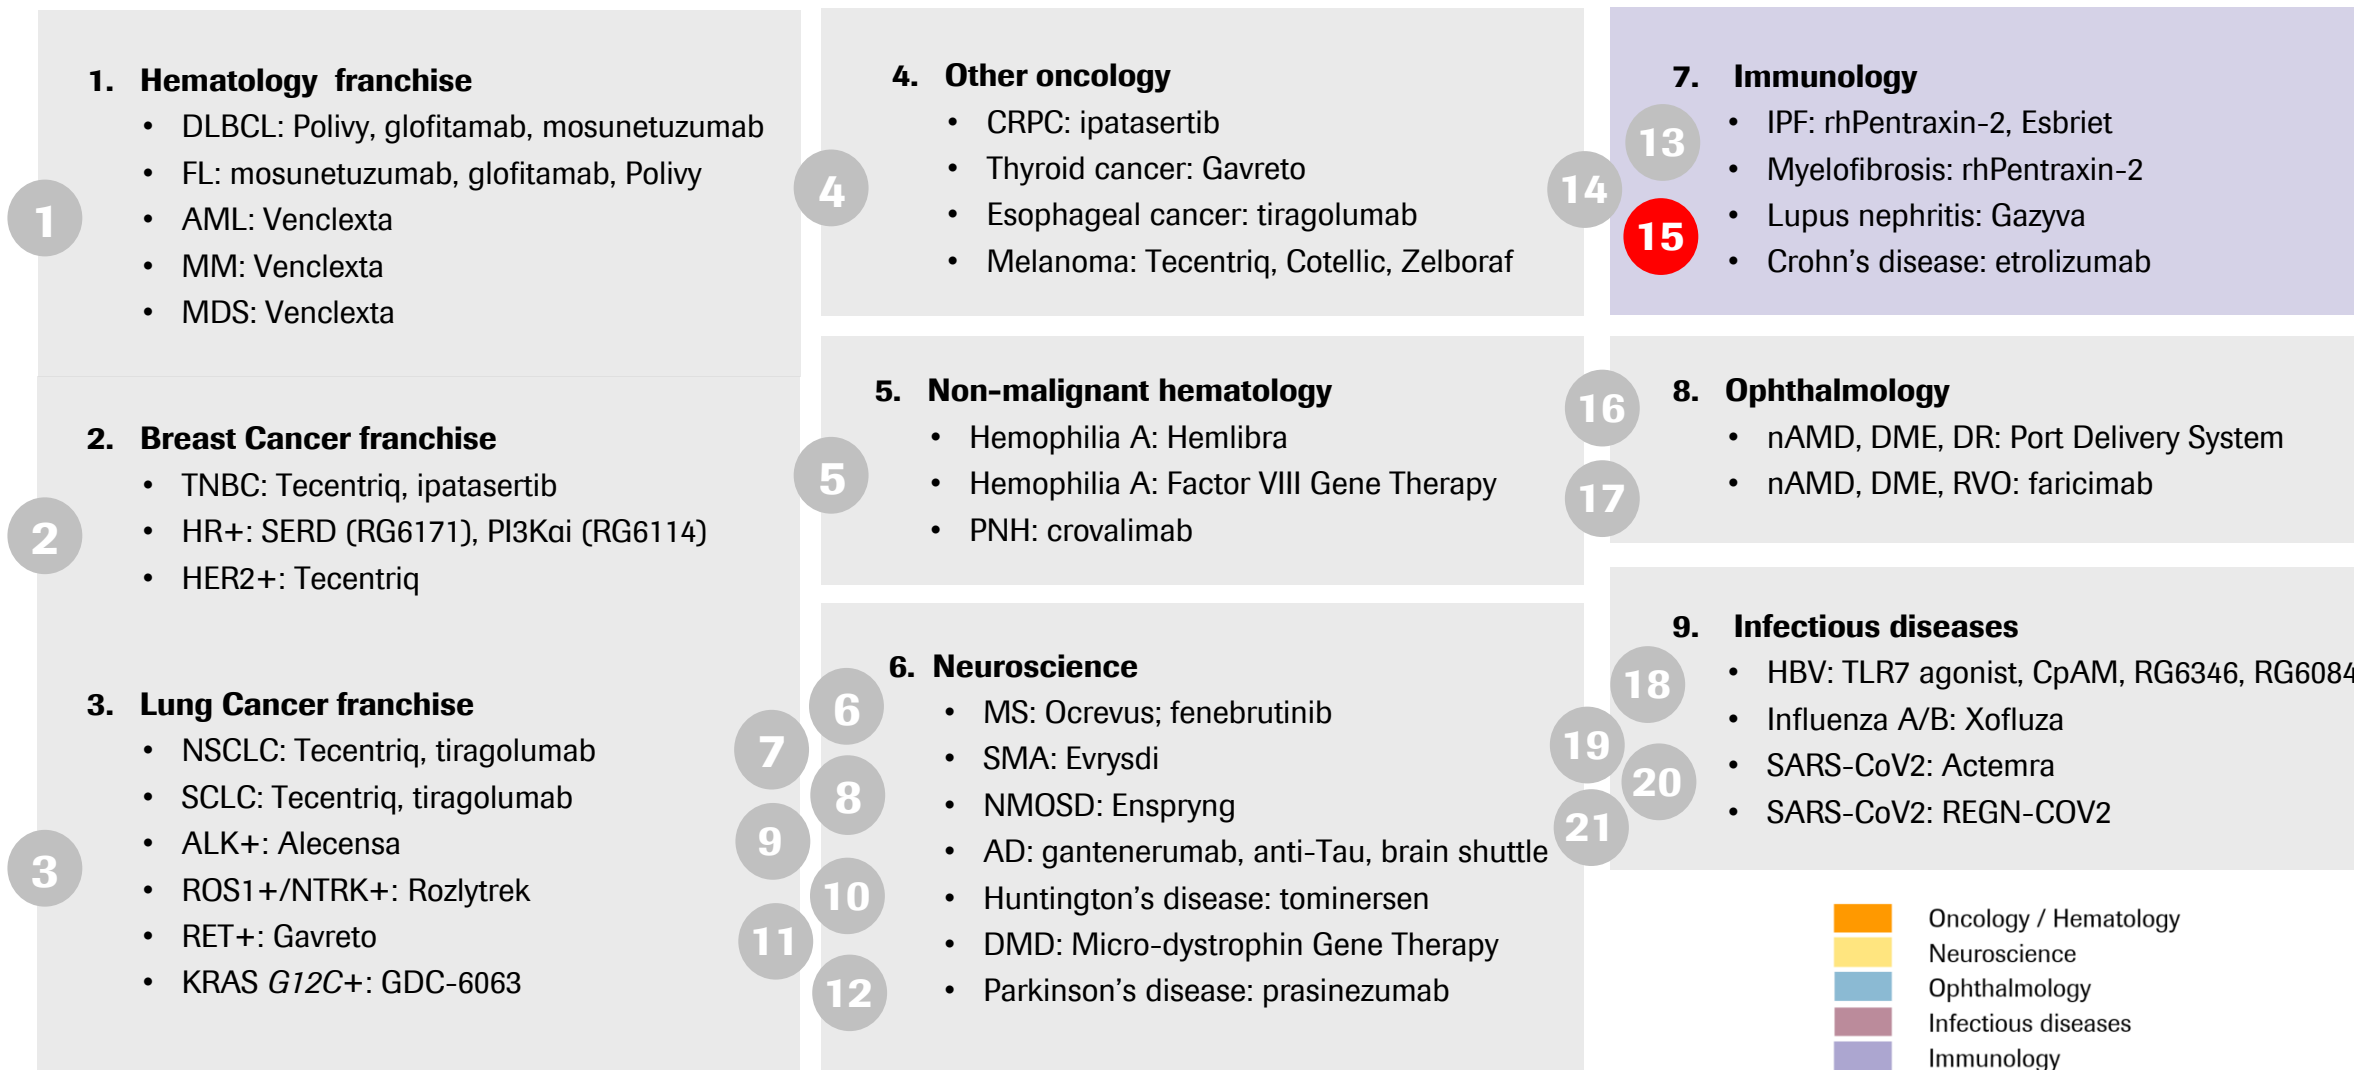 1. Hematology franchise
• DLBCL: Polivy, glofitamab, mosunetuzumab
• FL: mosunetuzumab, glofitamab, Polivy
• AML: Venclexta
• MM: Venclexta
• MDS: Venclexta
1
2. Breast Cancer franchise
• TNBC: Tecentriq, ipatasertib
• HR+: SERD (RG6171), PI3Kαi (RG6114)
• HER2+: Tecentriq
2
3. Lung Cancer franchise
• NSCLC: Tecentriq, tiragolumab
• SCLC: Tecentriq, tiragolumab
• ALK+: Alecensa
• ROS1+/NTRK+: Rozlytrek
• RET+: Gavreto
• KRAS G12C+: GDC-6063
3
4. Other oncology
• CRPC: ipatasertib
• Thyroid cancer: Gavreto
• Esophageal cancer: tiragolumab
• Melanoma: Tecentriq, Cotellic, Zelboraf
4
5. Non-malignant hematology
• Hemophilia A: Hemlibra
• Hemophilia A: Factor VIII Gene Therapy
• PNH: crovalimab
5
6. Neuroscience
• MS: Ocrevus; fenebrutinib
• SMA: Evrysdi
• NMOSD: Enspryng
• AD: gantenerumab, anti-Tau, brain shuttle
• Huntington's disease: tominersen
• DMD: Micro-dystrophin Gene Therapy
• Parkinson's disease: prasinezumab
6
7
8
9
10
11
12
7. Immunology
• IPF: rhPentraxin-2, Esbriet
• Myelofibrosis: rhPentraxin-2
• Lupus nephritis: Gazyva
• Crohn's disease: etrolizumab
13
14
15
8. Ophthalmology
• nAMD, DME, DR: Port Delivery System
• nAMD, DME, RVO: faricimab
16
17
9. Infectious diseases
• HBV: TLR7 agonist, CpAM, RG6346, RG6084
• Influenza A/B: Xofluza
• SARS-CoV2: Actemra
• SARS-CoV2: REGN-COV2
18
19
20
21
Oncology / Hematology
Neuroscience
Ophthalmology
Infectious diseases
Immunology